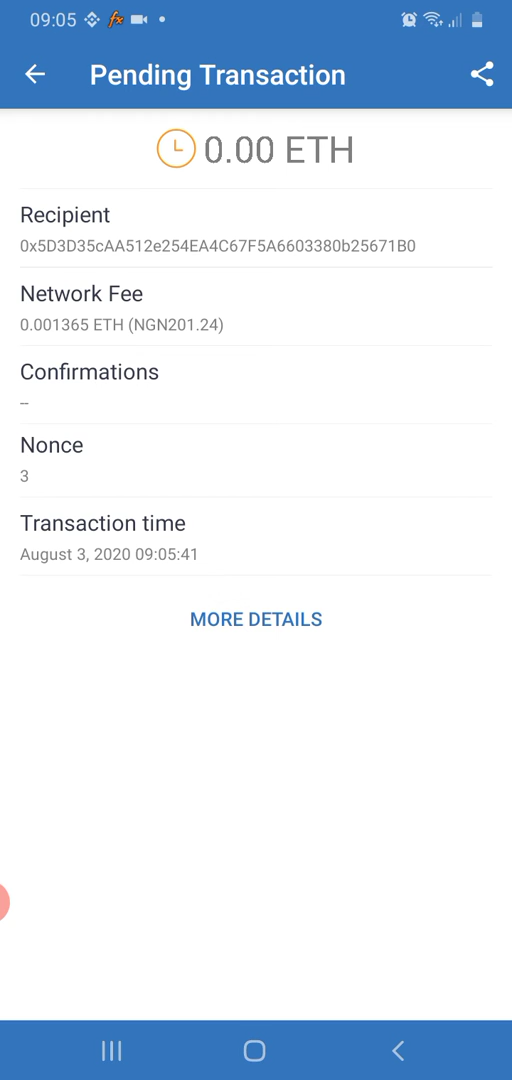 09:05
Pending Transaction
0.00 ETH
Recipient
0x5D3D35cAA512e254EA4C67F5A6603380b25671B0
Network Fee
0.001365 ETH (NGN201.24)
Confirmations
--
Nonce
3
Transaction time
August 3, 2020 09:05:41
MORE DETAILS